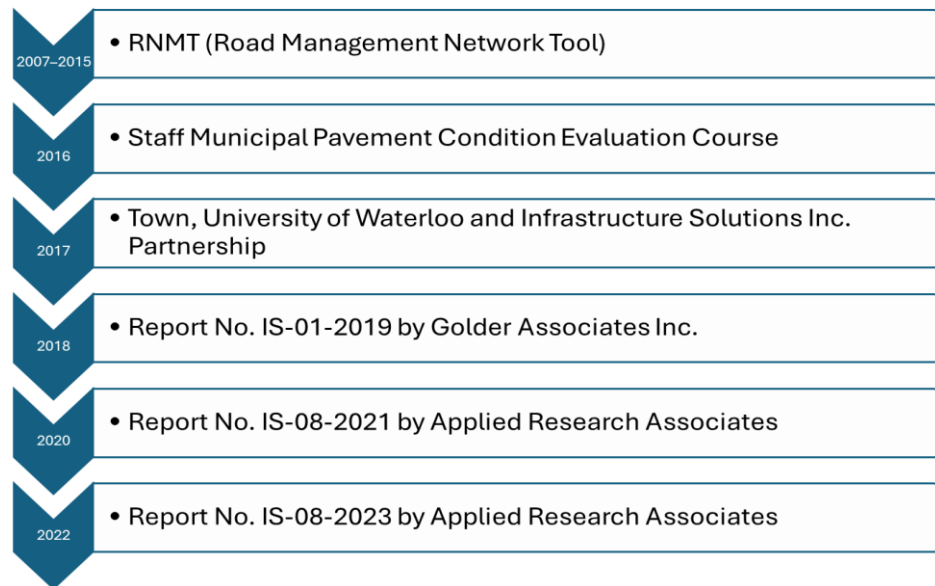 2007–2015
• RNMT (Road Management Network Tool)
2016
• Staff Municipal Pavement Condition Evaluation Course
2017
• Town, University of Waterloo and Infrastructure Solutions Inc.
Partnership
2018
• Report No. IS-01-2019 by Golder Associates Inc.
2020
• Report No. IS-08-2021 by Applied Research Associates
2022
• Report No. IS-08-2023 by Applied Research Associates